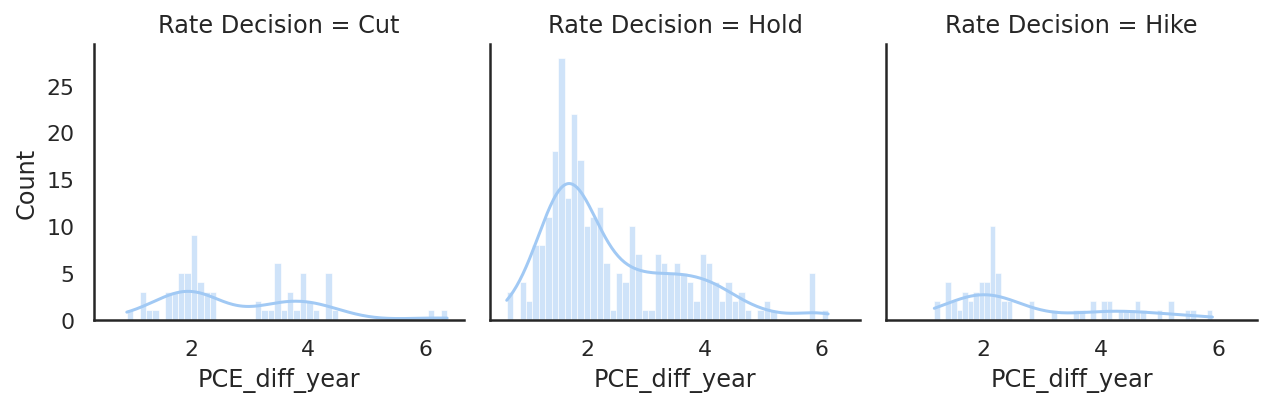 Rate Decision = Cut
Rate Decision = Hold
Rate Decision = Hike
25
20
15
10
5
0
Count
2 4 6
2 4 6
2 4 6
PCE_diff_year
PCE_diff_year
PCE_diff_year